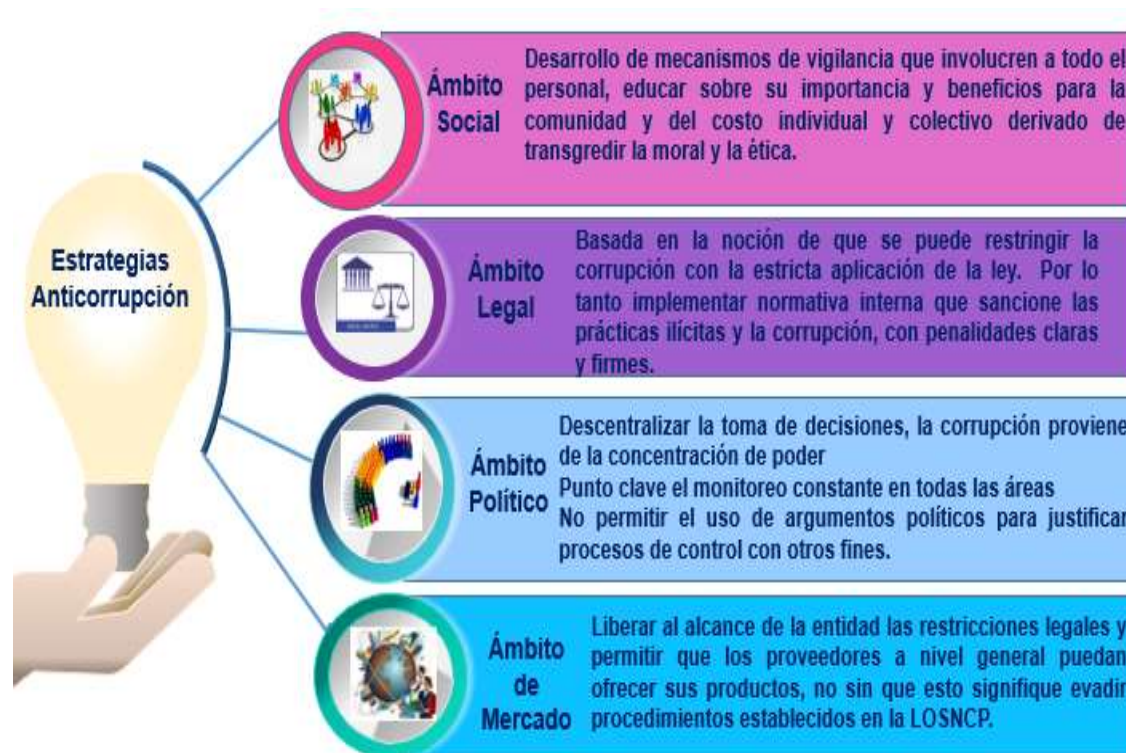 Estrategias
Anticorrupción
Ámbito
Social
Desarrollo de mecanismos de vigilancia que involucren a todo el
personal, educar sobre su importancia y beneficios para la
comunidad y del costo individual y colectivo derivado de
transgredir la moral y la ética.
Ámbito
Legal
Basada en la noción de que se puede restringir la
corrupción con la estricta aplicación de la ley. Por lo
tanto implementar normativa interna que sancione las
prácticas ilícitas y la corrupción, con penalidades claras
y firmes.
Ámbito
Político
Descentralizar la toma de decisiones, la corrupción proviene
de la concentración de poder
Punto clave el monitoreo constante en todas las áreas
No permitir el uso de argumentos políticos para justificar
procesos de control con otros fines.
Ámbito
de
Mercado
Liberar al alcance de la entidad las restricciones legales y
permitir que los proveedores a nivel general puedan
ofrecer sus productos, no sin que esto signifique evadir
procedimientos establecidos en la LOSNCP.